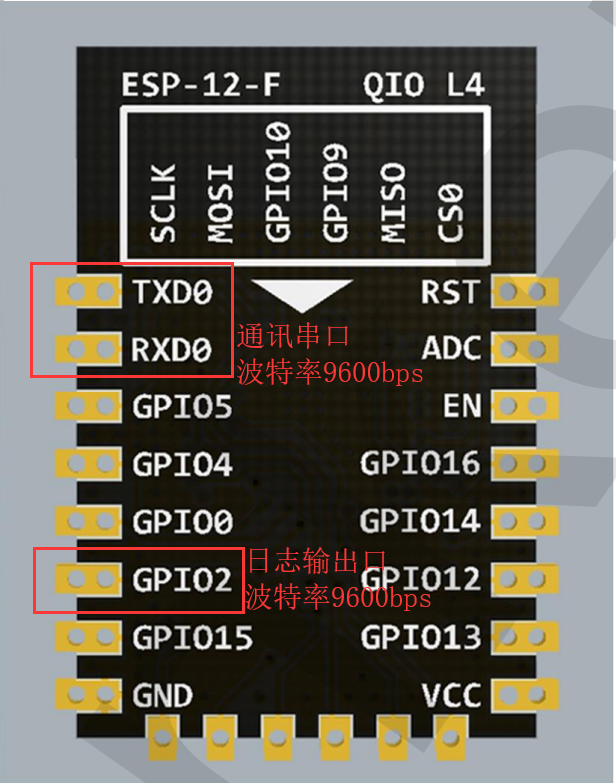 ESP-12-F QIO L4
SCLK
MOSI
GPIO10
GPIO9
MISO
CS0
TXD0 RST
RXD0 ADC
通讯串口
波特率9600bps
GPIO5 EN
GPIO4 GPIO16
GPIO0 GPIO14
GPIO2 GPIO12
日志输出口
波特率9600bps
GPIO15 GPIO13
GND VCC